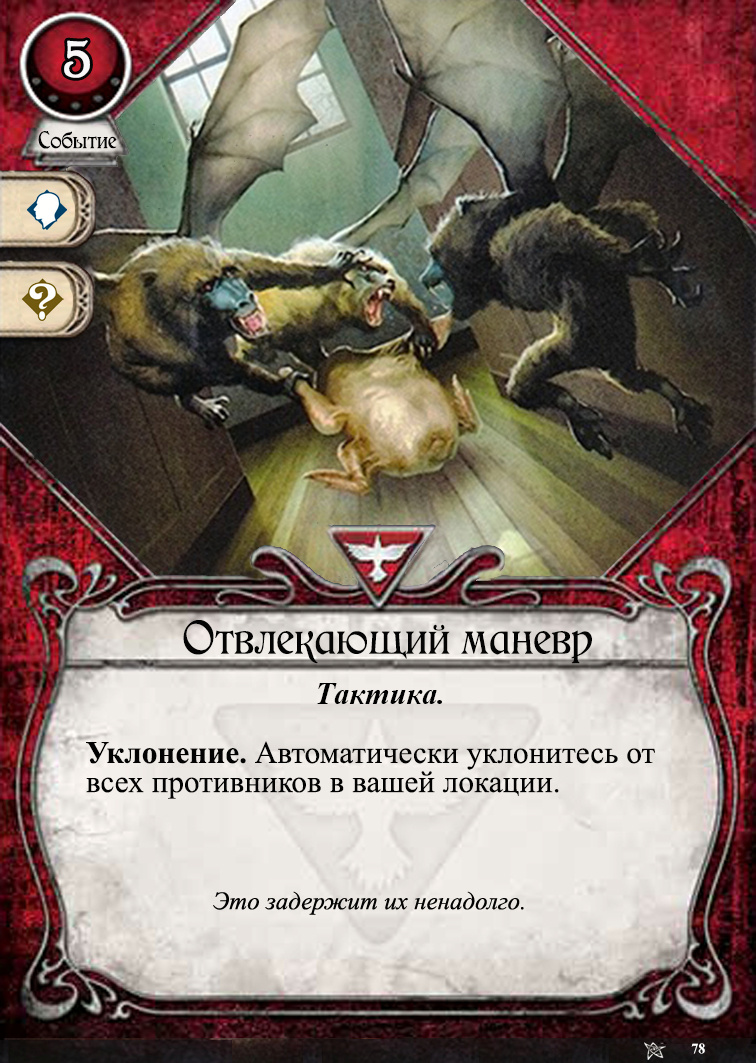 5
Событие
?
Отвлекающий маневр
Тактика.
Уклонение. Автоматически уклонитесь от
всех противников в вашей локации.
Это задержит их ненадолго.
78